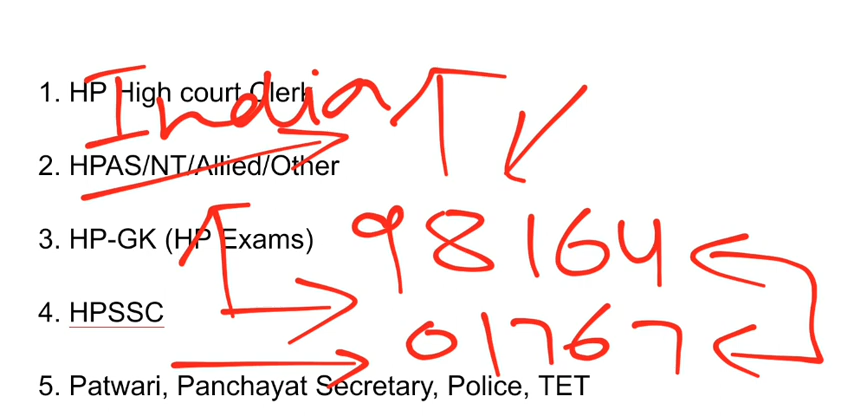 1. HP High court Clerk
India
2. HPAS/NT/Allied/Other
3. HP-GK (HP Exams)
98164
4. HPSSC
01767
5. Patwari, Panchayat Secretary, Police, TET